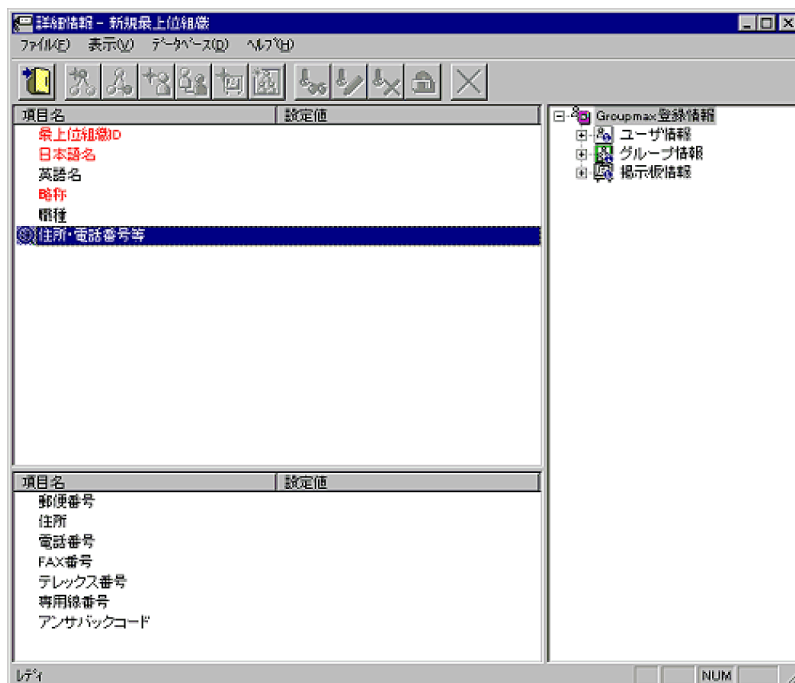 詳細情報 - 新規最上位組織
ファイル(F) 表示(V) データベース(D) ヘルプ(H)
項目名 設定値
最上位組織ID
日本語名
英語名
略称
職種
住所・電話番号等
項目名 設定値
郵便番号
住所
電話番号
FAX番号
テレックス番号
専用線番号
アンサバックコード
Groupmax登録情報
ユーザ情報
グループ情報
掲示板情報
レディ NUM